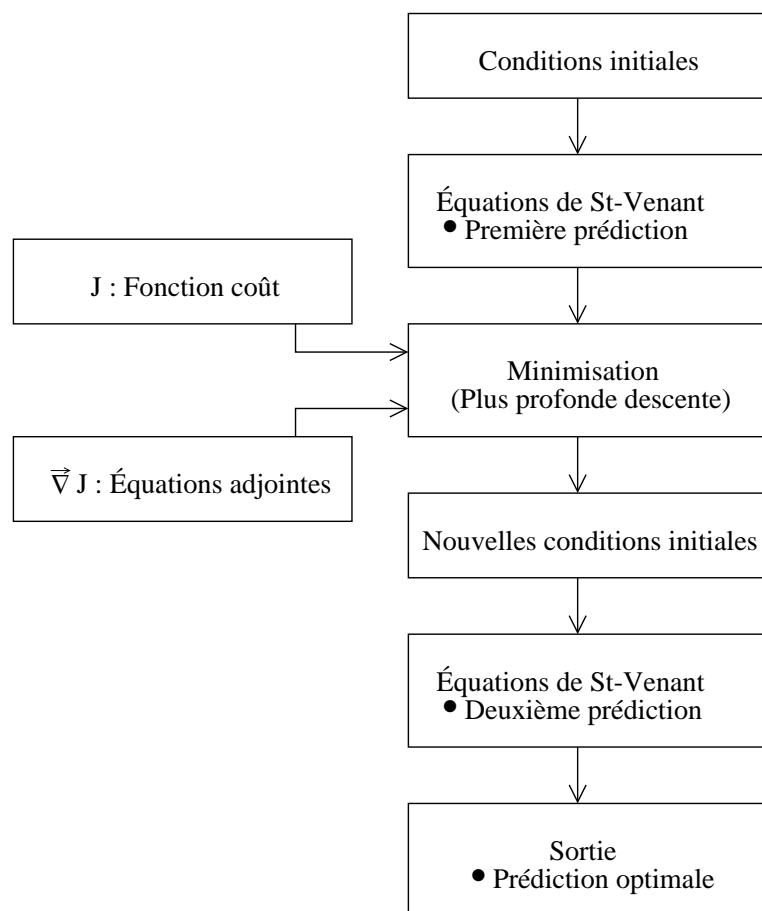 Conditions initiales
Équations de St-Venant
• Première prédiction
J : Fonction coût
Minimisation
(Plus profonde descente)
∇⃗ J : Équations adjointes
Nouvelles conditions initiales
Équations de St-Venant
• Deuxième prédiction
Sortie
• Prédiction optimale